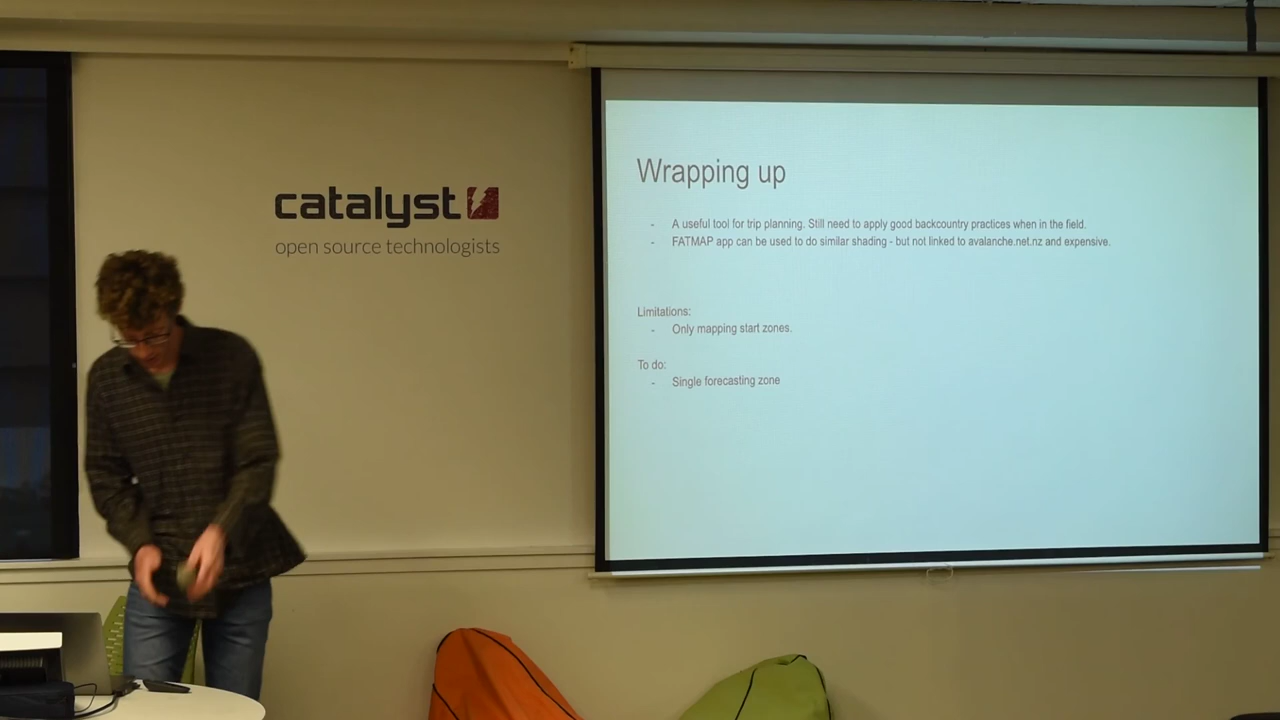 catalyst
open source technologists
Wrapping up
- A useful tool for trip planning. Still need to apply good backcountry practices when in the field.
- FATMAP app can be used to do similar shading - but not linked to avalanche.net.nz and expensive.
Limitations:
- Only mapping start zones.
To do:
- Single forecasting zone